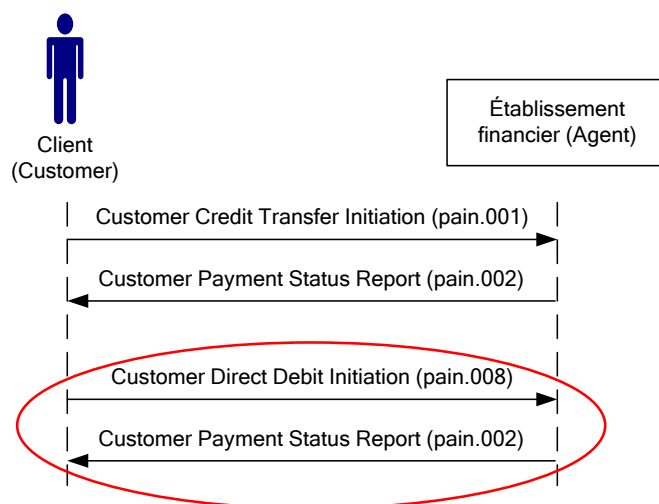 Client
(Customer)
Établissement
financier (Agent)
Customer Credit Transfer Initiation (pain.001)
Customer Payment Status Report (pain.002)
Customer Direct Debit Initiation (pain.008)
Customer Payment Status Report (pain.002)